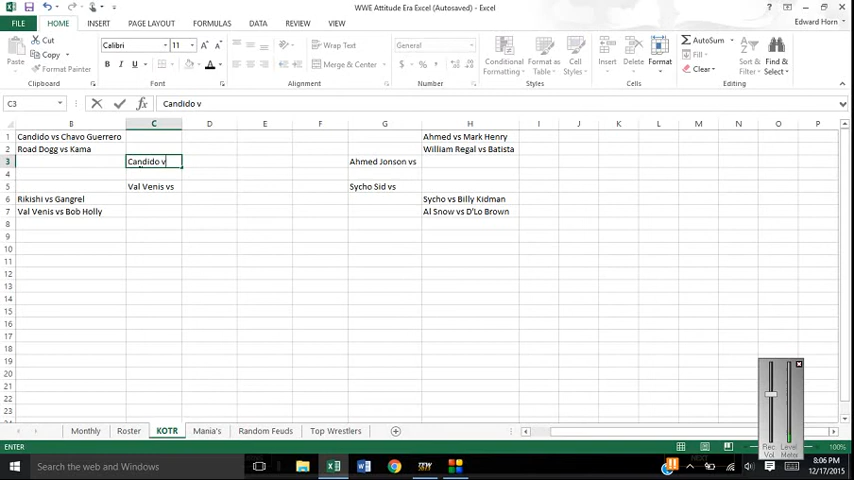 WWE Attitude Era Excel (Autosaved) - Excel
Edward Horn
FILE HOME INSERT PAGE LAYOUT FORMULAS DATA REVIEW VIEW
Paste Cut Copy Format Painter Clipboard
Calibri 11 B I U A A A Font
Wrap Text Merge & Center Alignment
General $ % , Number
Conditional Formatting Format as Table Cell Styles Styles
Insert Delete Format Cells
AutoSum Fill Clear Sort & Filter Find & Select Editing
C3 fx Candido v
B C D E F G H I J K L M N O P
1 Candido vs Chavo Guerrero Ahmed vs Mark Henry
2 Road Dogg vs Kama William Regal vs Batista
3 Candido v Ahmed Jonson vs
4
5 Val Venis vs Sycho Sid vs
6 Rikishi vs Gangrel Sycho vs Billy Kidman
7 Val Venis vs Bob Holly Al Snow vs D'Lo Brown
8
9
10
11
12
13
14
15
16
17
18
19
20
21
22
23
Monthly Roster KOTR Mania's Random Feuds Top Wrestlers
Rec Vol Level Meter
ENTER 100%
Search the web and Windows
TEW
8:06 PM
12/17/2015